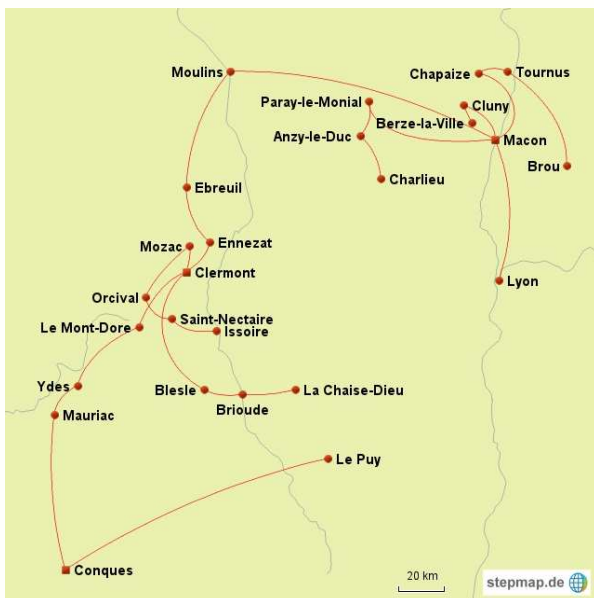 Moulins
Chapaize
Tournus
Paray-le-Monial
Cluny
Berze-la-Ville
Anzy-le-Duc
Macon
Brou
Charlieu
Ebreuil
Mozac
Ennezat
Clermont
Lyon
Orcival
Saint-Nectaire
Le Mont-Dore
Issoire
Ydes
Blesle
La Chaise-Dieu
Brioude
Mauriac
Le Puy
Conques
20 km
stepmap.de